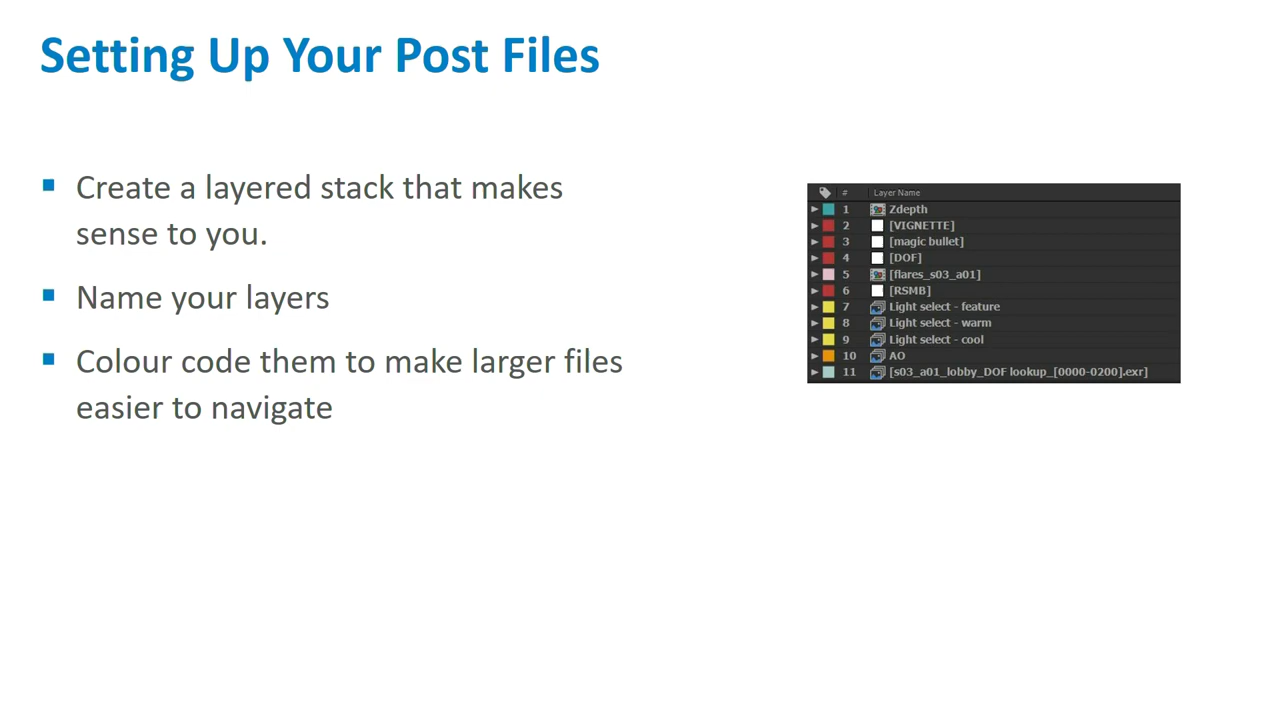 Setting Up Your Post Files
▪ Create a layered stack that makes
sense to you.
▪ Name your layers
▪ Colour code them to make larger files
easier to navigate
# Layer Name
1 Zdepth
2 [VIGNETTE]
3 [magic bullet]
4 [DOF]
5 [flares_s03_a01]
6 [RSMB]
7 Light select - feature
8 Light select - warm
9 Light select - cool
10 AO
11 [s03_a01_lobby_DOF lookup_[0000-0200].exr]